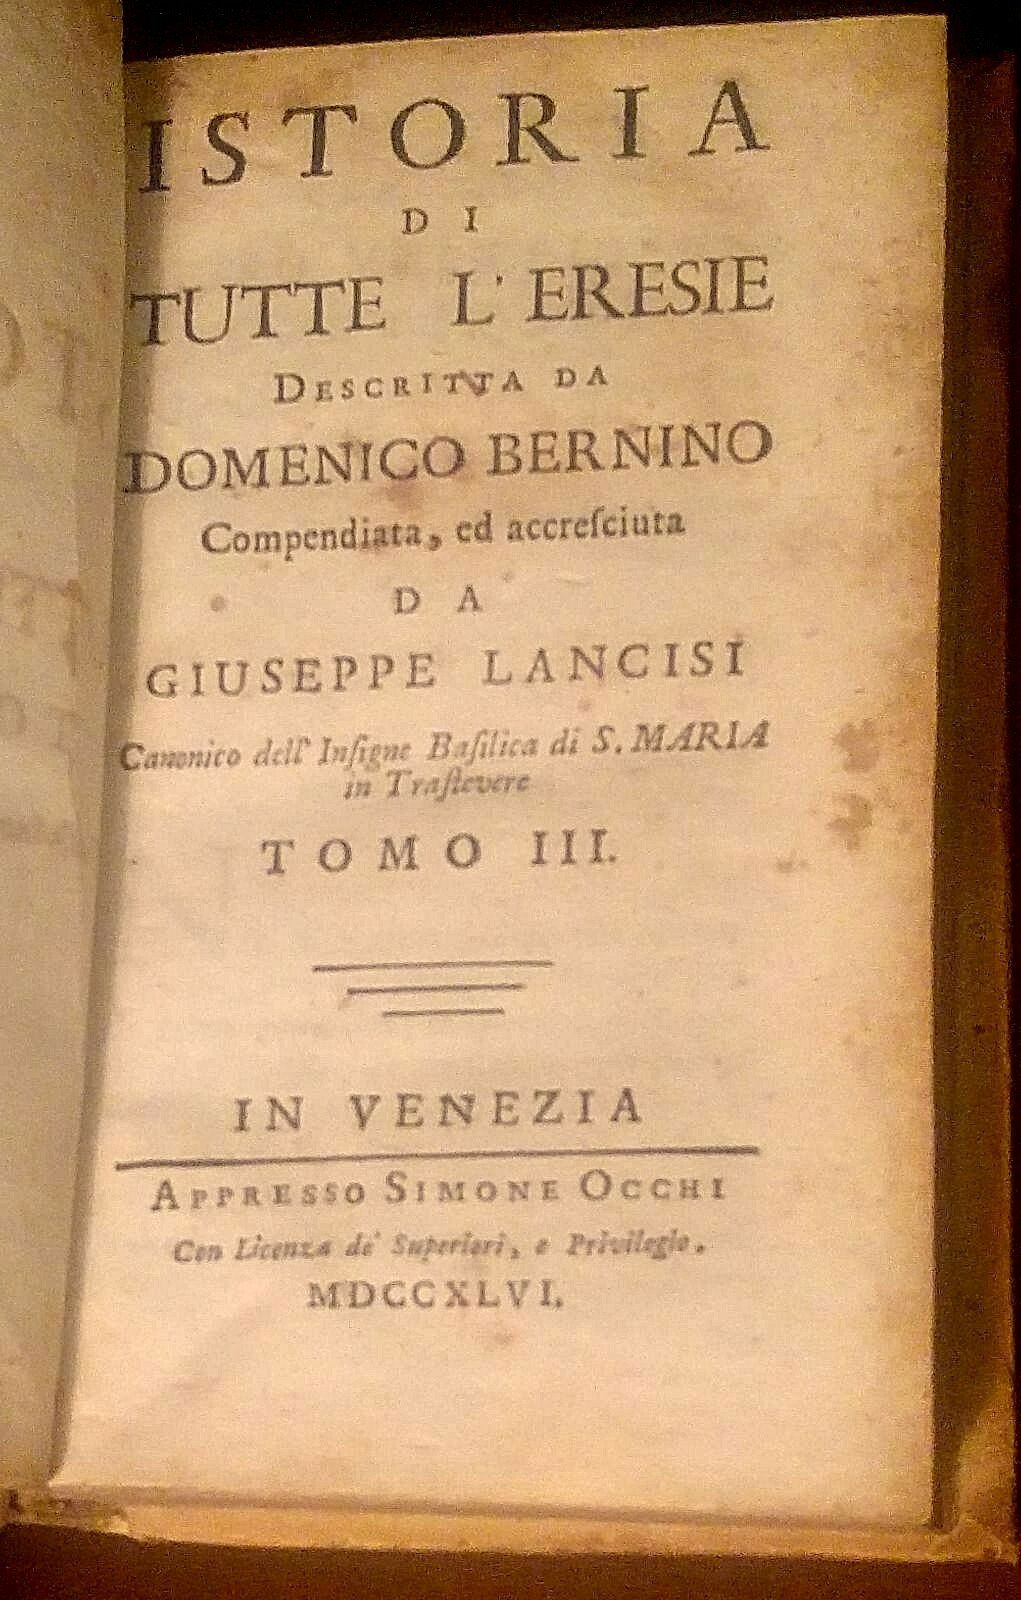 ISTORIA
DI
TUTTE L'ERESIE
DESCRITTA DA
DOMENICO BERNINO
Compendiata, ed accreſciuta
DA
GIUSEPPE LANCISI
Canonico dell' Inſigne Baſilica di S. MARIA
in Traſtevere
TOMO III.
IN VENEZIA
APPRESSO SIMONE OCCHI
Con Licenza de' Superiori, e Privilegio.
MDCCXLVI.